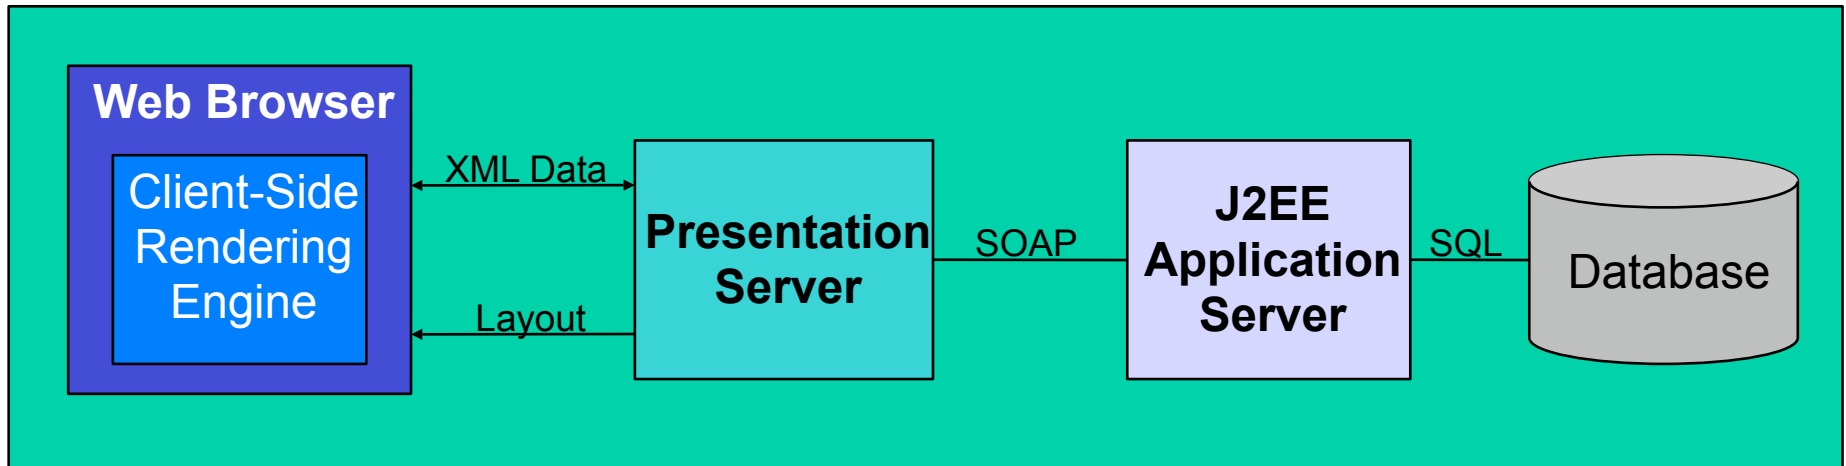 Web Browser
Client-Side
Rendering
Engine
XML Data
Layout
Presentation
Server
SOAP
J2EE
Application
Server
SQL
Database